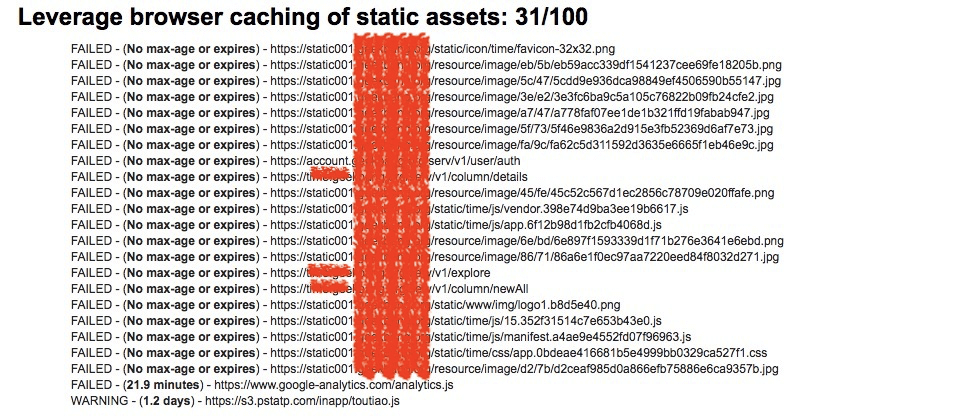 Leverage browser caching of static assets: 31/100
FAILED - (No max-age or expires) - https://static001 /static/icon/time/favicon-32x32.png
FAILED - (No max-age or expires) - https://static001 /resource/image/eb/5b/eb59acc339df1541237cee69fe18205b.png
FAILED - (No max-age or expires) - https://static001 /resource/image/5c/47/5cdd9e936dca98849ef4506590b55147.jpg
FAILED - (No max-age or expires) - https://static001 /resource/image/3e/e2/3e3fc6ba9c5a105c76822b09fb24cfe2.jpg
FAILED - (No max-age or expires) - https://static001 /resource/image/a7/47/a778faf07ee1de1b321ffd19fabab947.jpg
FAILED - (No max-age or expires) - https://static001 /resource/image/5f/73/5f46e9836a2d915e3fb52369d6af7e73.jpg
FAILED - (No max-age or expires) - https://static001 /resource/image/fa/9c/fa62c5d311592d3635e6665f1eb46e9c.jpg
FAILED - (No max-age or expires) - https://account. serv/v1/user/auth
FAILED - (No max-age or expires) - https:// /v1/column/details
FAILED - (No max-age or expires) - https://static001 /resource/image/45/fe/45c52c567d1ec2856c78709e020ffafe.png
FAILED - (No max-age or expires) - https://static001 /static/time/js/vendor.398e74d9ba3ee19b6617.js
FAILED - (No max-age or expires) - https://static001 /static/time/js/app.6f12b98d1fb2cfb4068d.js
FAILED - (No max-age or expires) - https://static001 /resource/image/6e/bd/6e897f1593339d1f71b276e3641e6ebd.png
FAILED - (No max-age or expires) - https://static001 /resource/image/86/71/86a6e1f0ec97aa7220eed84f8032d271.jpg
FAILED - (No max-age or expires) - https:// /v1/explore
FAILED - (No max-age or expires) - https:// /v1/column/newAll
FAILED - (No max-age or expires) - https://static001 /static/www/img/logo1.b8d5e40.png
FAILED - (No max-age or expires) - https://static001 /static/time/js/15.352f31514c7e653b43e0.js
FAILED - (No max-age or expires) - https://static001 /static/time/js/manifest.a4ae9e4552fd07f96963.js
FAILED - (No max-age or expires) - https://static001 /static/time/css/app.0bdeae416681b5e4999bb0329ca527f1.css
FAILED - (No max-age or expires) - https://static001 /resource/image/d2/7b/d2ceaf985d0a866efb75886e6ca9357b.jpg
FAILED - (21.9 minutes) - https://www.google-analytics.com/analytics.js
WARNING - (1.2 days) - https://s3.pstatp.com/inapp/toutiao.js